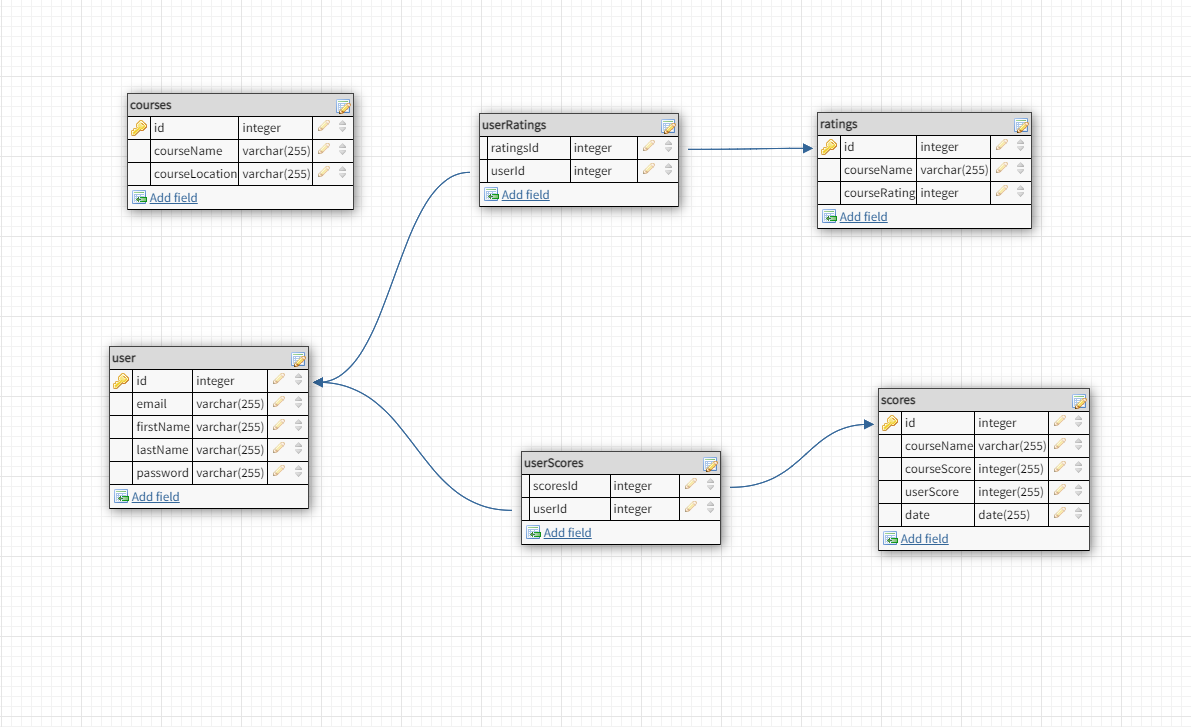 courses
id integer
courseName varchar(255)
courseLocation varchar(255)
Add field
userRatings
ratingsId integer
userId integer
Add field
ratings
id integer
courseName varchar(255)
courseRating integer
Add field
user
id integer
email varchar(255)
firstName varchar(255)
lastName varchar(255)
password varchar(255)
Add field
userScores
scoresId integer
userId integer
Add field
scores
id integer
courseName varchar(255)
courseScore integer(255)
userScore integer(255)
date date(255)
Add field